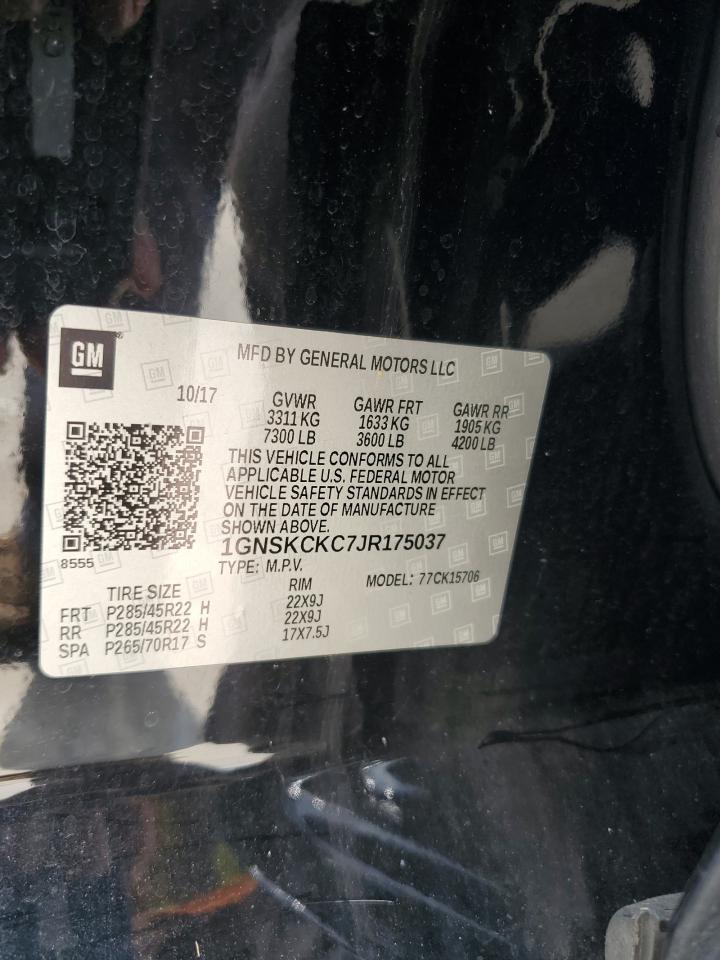 GM
MFD BY GENERAL MOTORS LLC
10/17
GVWR GAWR FRT GAWR RR
3311 KG 1633 KG 1905 KG
7300 LB 3600 LB 4200 LB
THIS VEHICLE CONFORMS TO ALL
APPLICABLE U.S. FEDERAL MOTOR
VEHICLE SAFETY STANDARDS IN EFFECT
ON THE DATE OF MANUFACTURE
SHOWN ABOVE.
1GNSKCKC7JR175037
8555
TYPE: M.P.V. MODEL: 77CK15706
TIRE SIZE RIM
FRT P285/45R22 H 22X9J
RR P285/45R22 H 22X9J
SPA P265/70R17 S 17X7.5J